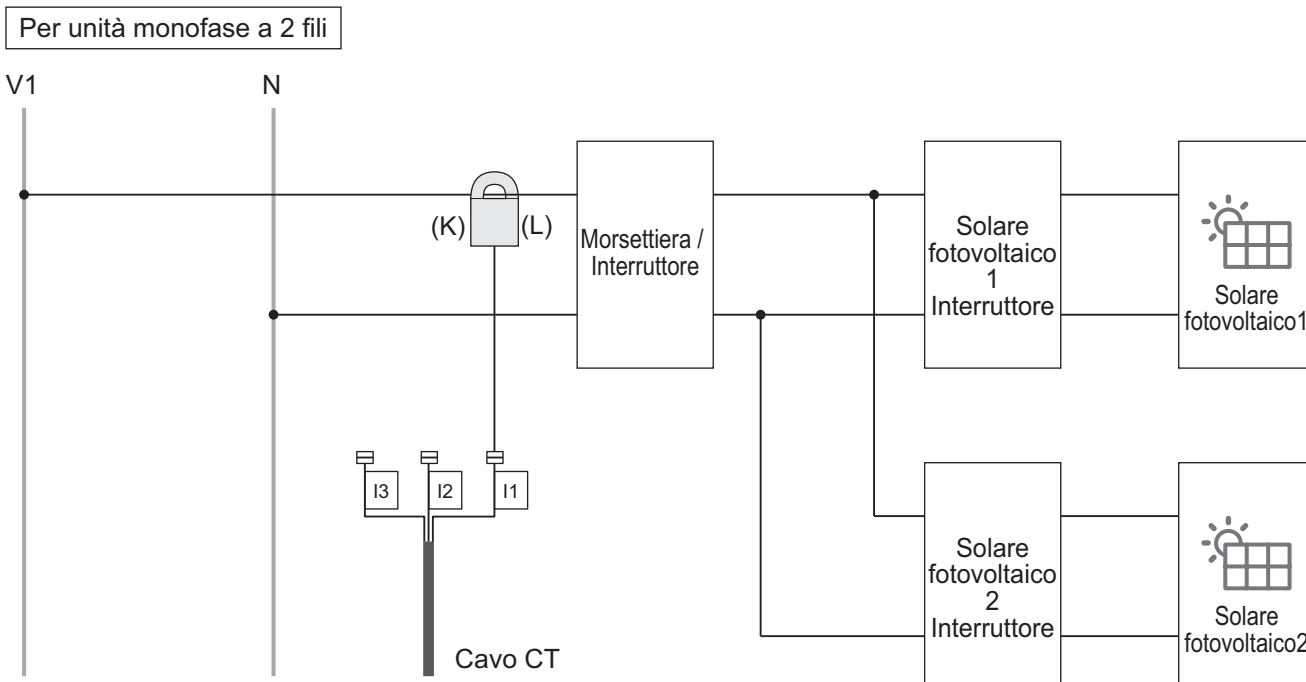 Per unità monofase a 2 fili
V1
N
(K)
(L)
Morsettiera /
Interruttore
Solare
fotovoltaico
1
Interruttore
Solare
fotovoltaico1
I3
I2
I1
Solare
fotovoltaico
2
Interruttore
Solare
fotovoltaico2
Cavo CT